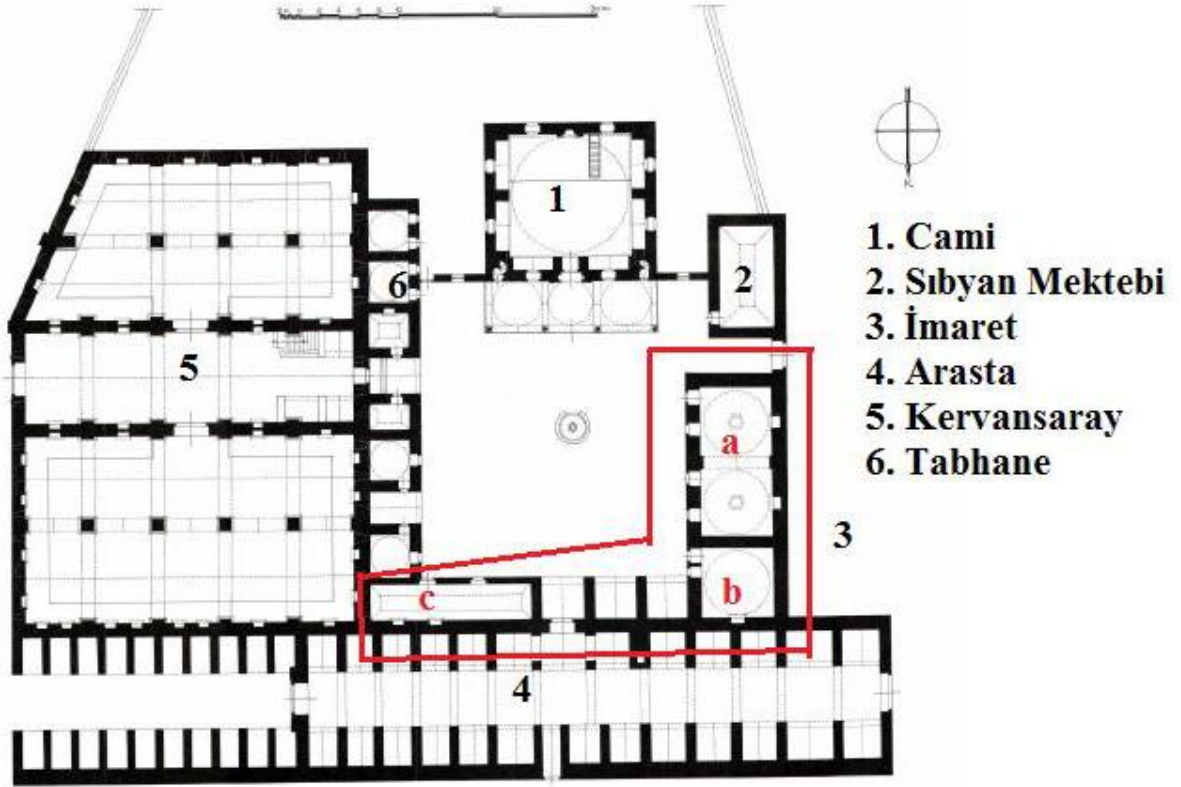 1
2
3
4
5
6
a
b
c
K
1. Cami
2. Sıbyan Mektebi
3. İmaret
4. Arasta
5. Kervansaray
6. Tabhane